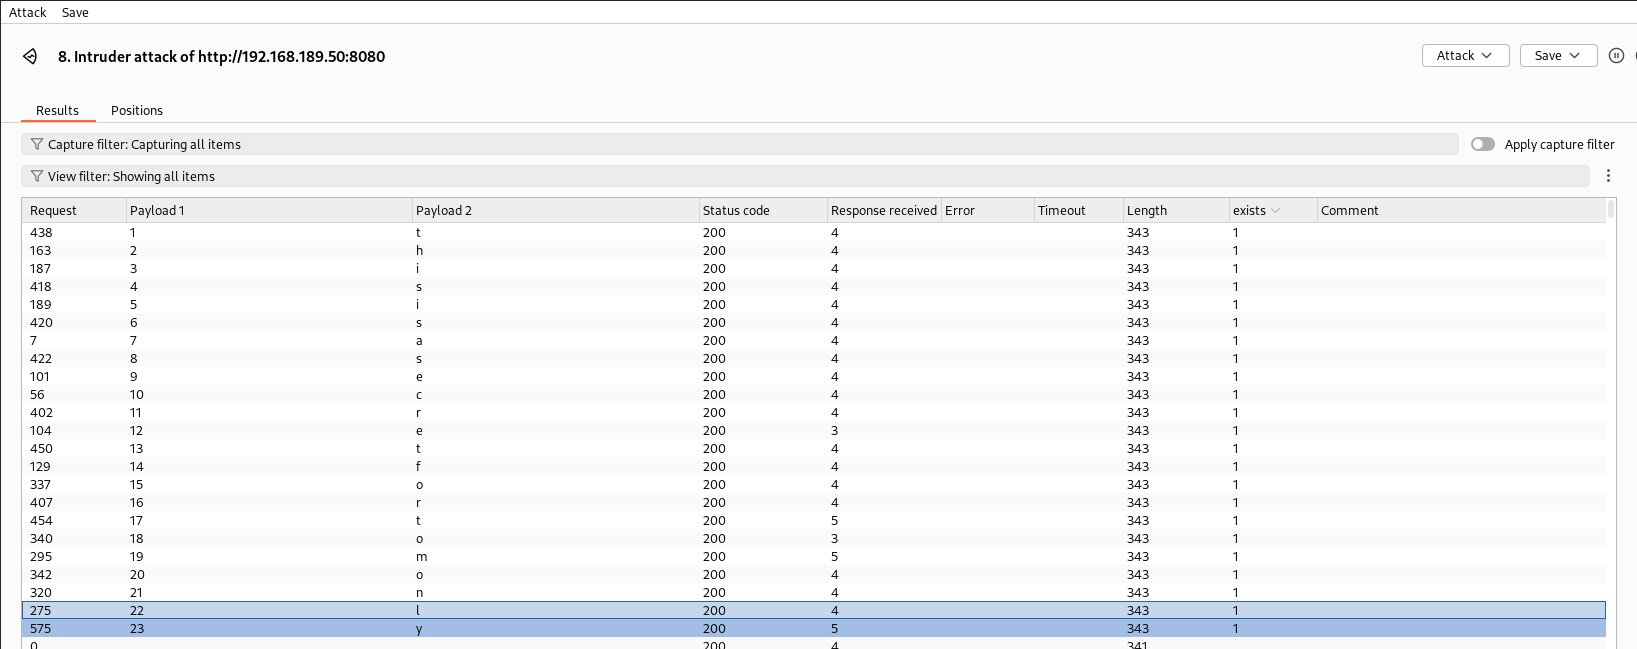 Attack Save
8. Intruder attack of http://192.168.189.50:8080
Attack Save
Results Positions
Capture filter: Capturing all items Apply capture filter
View filter: Showing all items
Request Payload 1 Payload 2 Status code Response received Error Timeout Length exists Comment
438 1 t 200 4 343 1
163 2 h 200 4 343 1
187 3 i 200 4 343 1
418 4 s 200 4 343 1
189 5 i 200 4 343 1
420 6 s 200 4 343 1
7 7 a 200 4 343 1
422 8 s 200 4 343 1
101 9 e 200 4 343 1
56 10 c 200 4 343 1
402 11 r 200 4 343 1
104 12 e 200 3 343 1
450 13 t 200 4 343 1
129 14 f 200 4 343 1
337 15 o 200 4 343 1
407 16 r 200 4 343 1
454 17 t 200 5 343 1
340 18 o 200 3 343 1
295 19 m 200 5 343 1
342 20 o 200 4 343 1
320 21 n 200 4 343 1
275 22 l 200 4 343 1
575 23 y 200 5 343 1
0 200 4 341